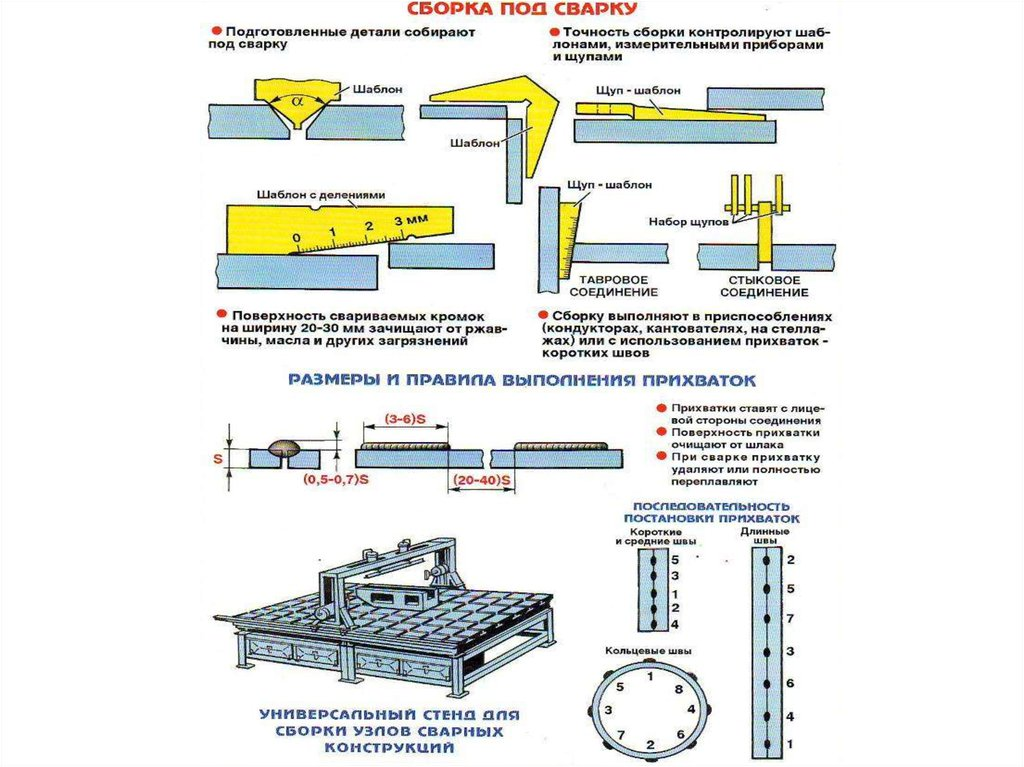 СБОРКА ПОД СВАРКУ
Подготовленные детали собирают
под сварку
Точность сборки контролируют шаб-
лонами, измерительными приборами
и щупами
Шаблон
α
Шаблон
Щуп - шаблон
Шаблон с делениями
0 1 2 3 мм
Щуп - шаблон
Набор щупов
ТАВРОВОЕ
СОЕДИНЕНИЕ
СТЫКОВОЕ
СОЕДИНЕНИЕ
Поверхность свариваемых кромок
на ширину 20-30 мм зачищают от ржав-
чины, масла и других загрязнений
Сборку выполняют в приспособлениях
(кондукторах, кантователях, на стелла-
жах) или с использованием прихваток -
коротких швов
РАЗМЕРЫ И ПРАВИЛА ВЫПОЛНЕНИЯ ПРИХВАТОК
(3-6)S
S
(0,5-0,7)S
(20-40)S
Прихватки ставят с лице-
вой стороны соединения
Поверхность прихватки
очищают от шлака
При сварке прихватку
удаляют или полностью
переплавляют
ПОСЛЕДОВАТЕЛЬНОСТЬ
ПОСТАНОВКИ ПРИХВАТОК
Короткие
и средние швы
5
3
1
2
4
Длинные
швы
2
5
7
3
6
4
1
Кольцевые швы
1
5 8
3 4
7 6
2
УНИВЕРСАЛЬНЫЙ СТЕНД ДЛЯ
СБОРКИ УЗЛОВ СВАРНЫХ
КОНСТРУКЦИЙ